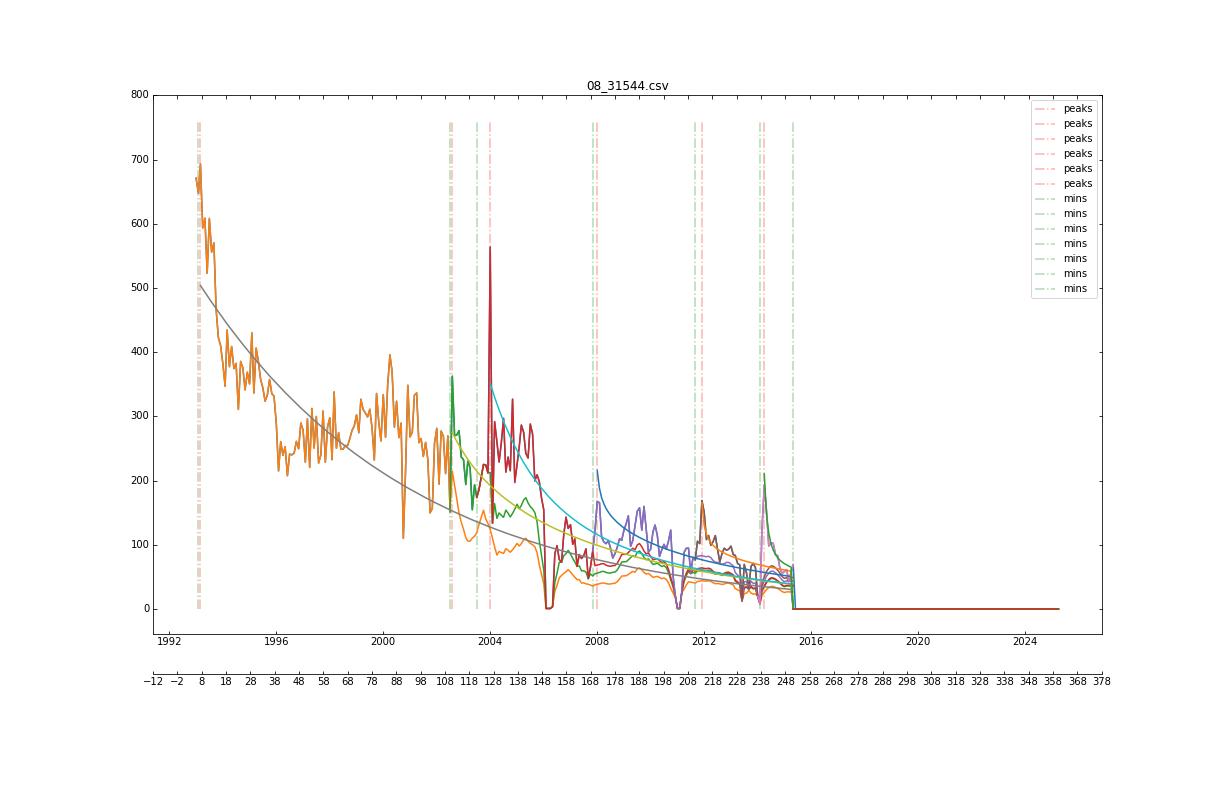 08_31544.csv
800
700
600
500
400
300
200
100
0
peaks
peaks
peaks
peaks
peaks
peaks
mins
mins
mins
mins
mins
mins
mins
1992 1996 2000 2004 2008 2012 2016 2020 2024
−12 −2 8 18 28 38 48 58 68 78 88 98 108 118 128 138 148 158 168 178 188 198 208 218 228 238 248 258 268 278 288 298 308 318 328 338 348 358 368 378